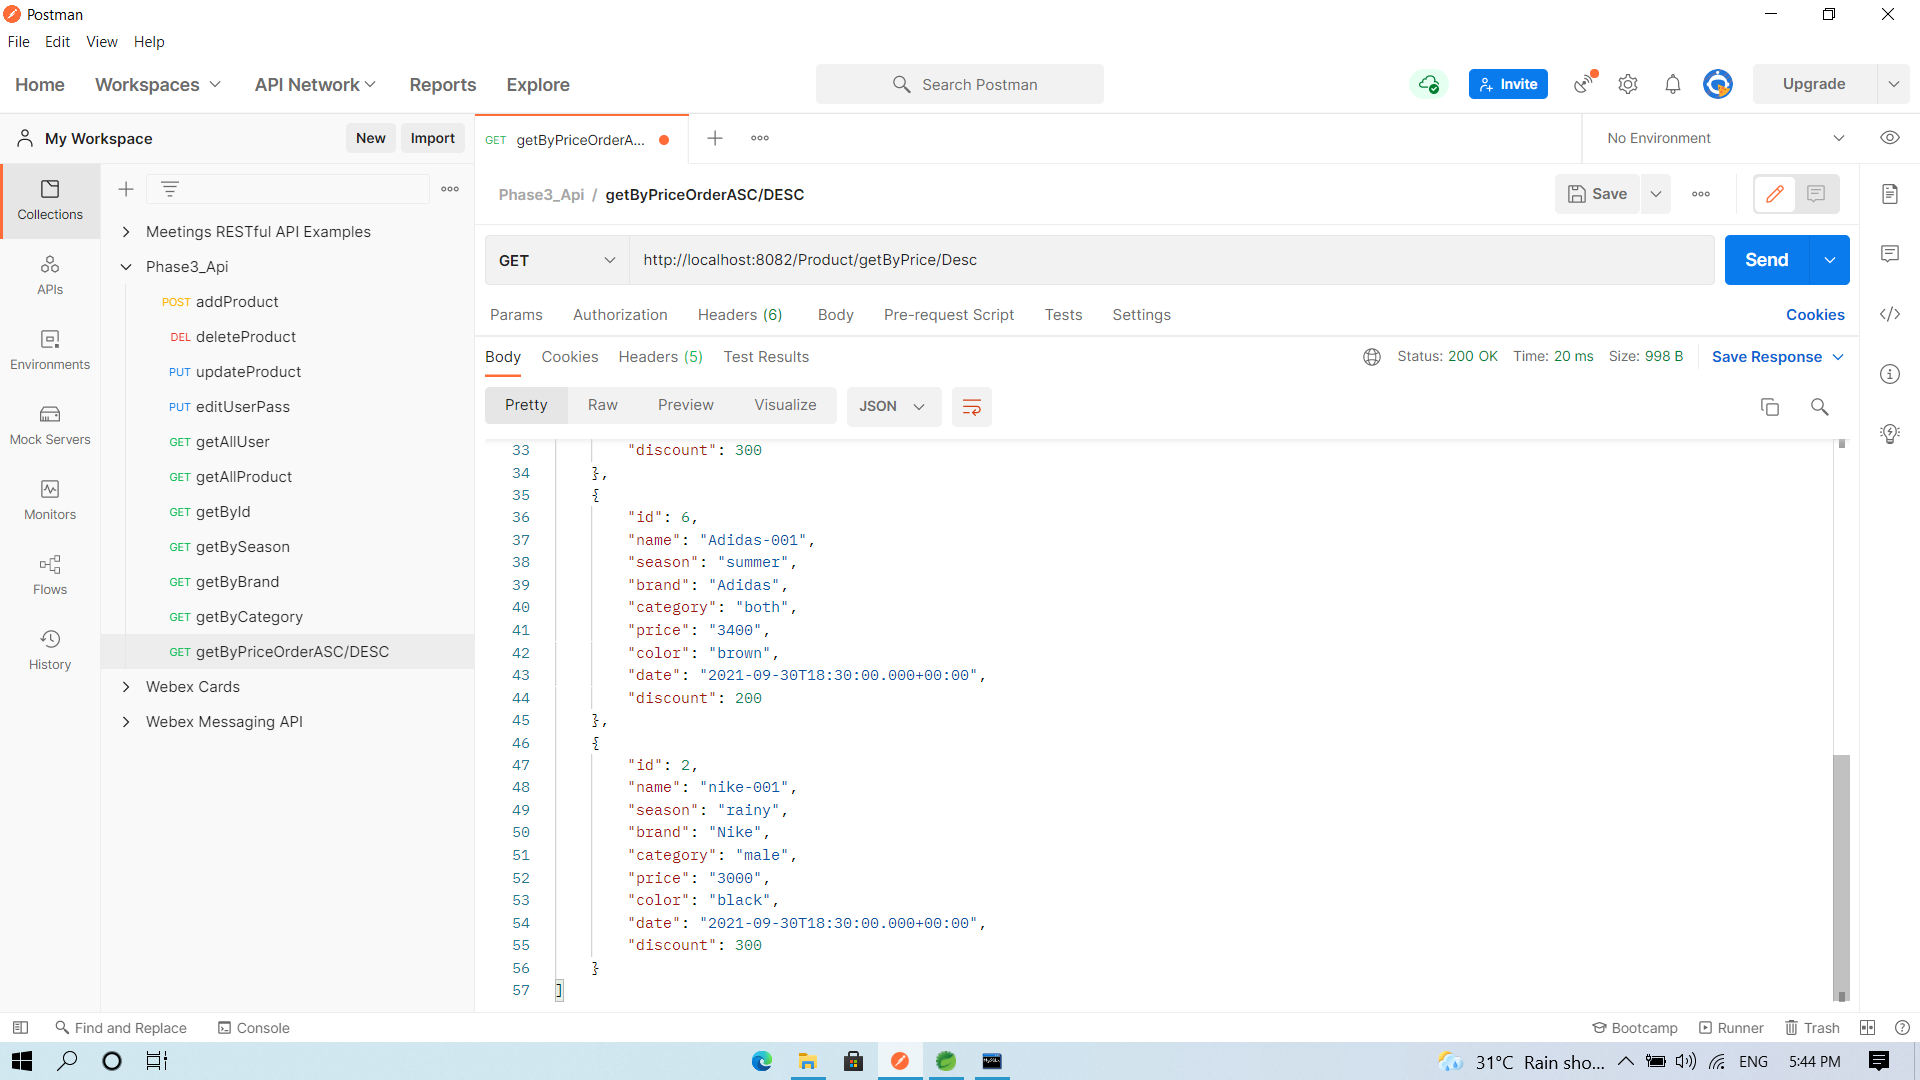 Postman
File Edit View Help
Home Workspaces API Network Reports Explore Search Postman Invite Upgrade
My Workspace New Import GET getByPriceOrderA... No Environment
Collections
APIs
Environments
Mock Servers
Monitors
Flows
History
Meetings RESTful API Examples
Phase3_Api
POST addProduct
DEL deleteProduct
PUT updateProduct
PUT editUserPass
GET getAllUser
GET getAllProduct
GET getById
GET getBySeason
GET getByBrand
GET getByCategory
GET getByPriceOrderASC/DESC
Webex Cards
Webex Messaging API
Phase3_Api / getByPriceOrderASC/DESC Save
GET http://localhost:8082/Product/getByPrice/Desc Send
Params Authorization Headers (6) Body Pre-request Script Tests Settings Cookies
Body Cookies Headers (5) Test Results Status: 200 OK Time: 20 ms Size: 998 B Save Response
Pretty Raw Preview Visualize JSON
33 "discount": 300
34 },
35 {
36 "id": 6,
37 "name": "Adidas-001",
38 "season": "summer",
39 "brand": "Adidas",
40 "category": "both",
41 "price": "3400",
42 "color": "brown",
43 "date": "2021-09-30T18:30:00.000+00:00",
44 "discount": 200
45 },
46 {
47 "id": 2,
48 "name": "nike-001",
49 "season": "rainy",
50 "brand": "Nike",
51 "category": "male",
52 "price": "3000",
53 "color": "black",
54 "date": "2021-09-30T18:30:00.000+00:00",
55 "discount": 300
56 }
57 ]
Find and Replace Console Bootcamp Runner Trash
31°C Rain sho... ENG 5:44 PM